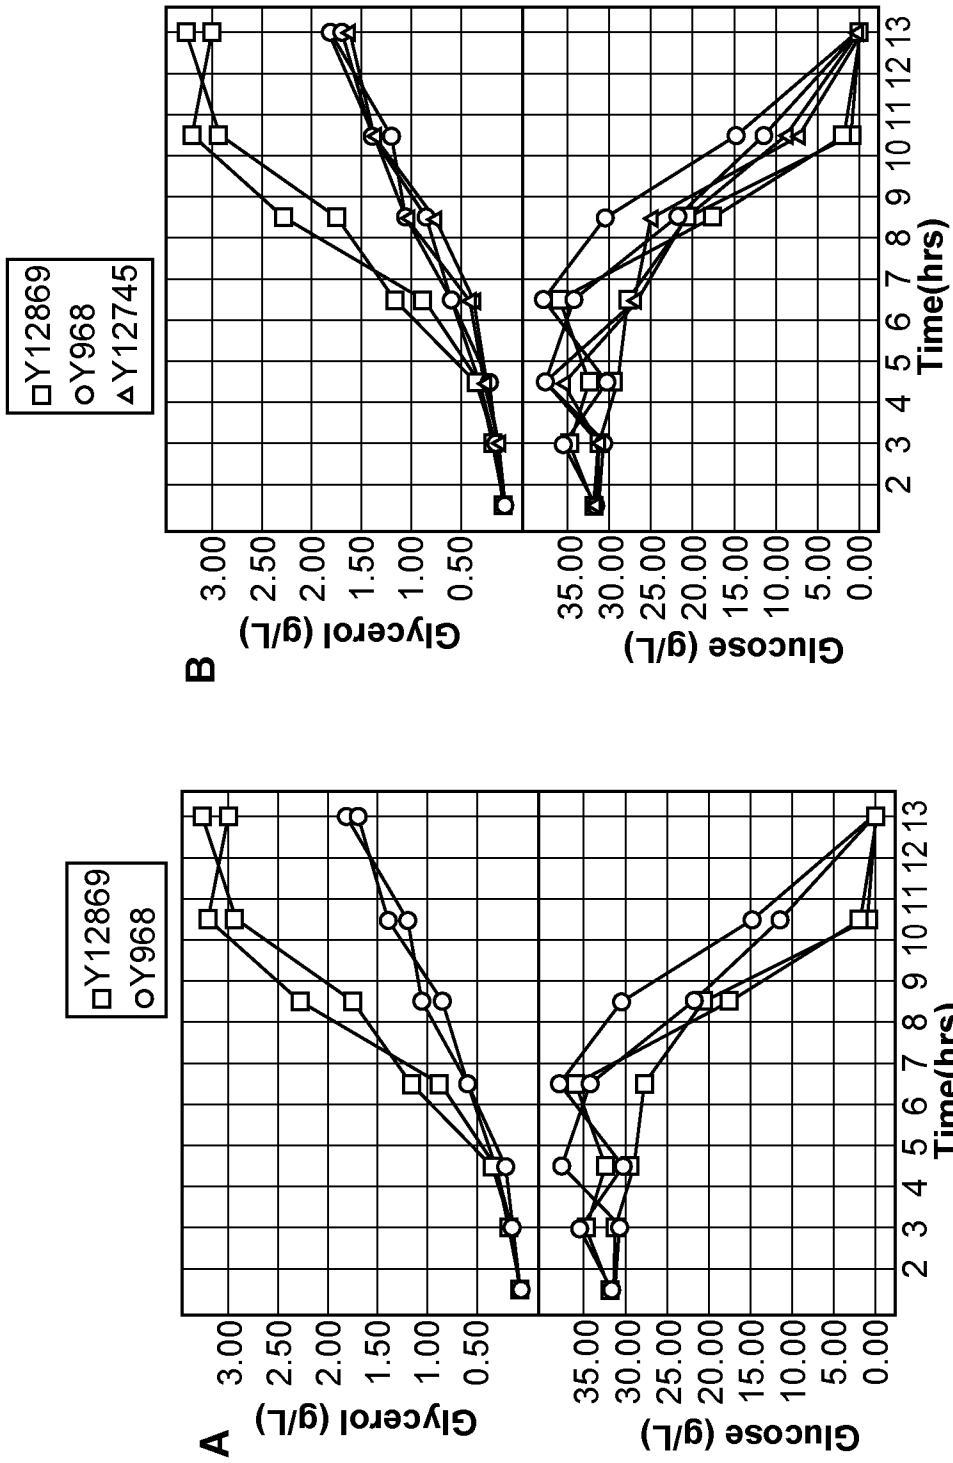 A
□Y12869
○Y968
Glycerol (g/L)
3.00
2.50
2.00
1.50
1.00
0.50
Glucose (g/L)
35.00
30.00
25.00
20.00
15.00
10.00
5.00
0.00
2 3 4 5 6 7 8 9 10 11 12 13
Time(hrs)
B
□Y12869
○Y968
△Y12745
Glycerol (g/L)
3.00
2.50
2.00
1.50
1.00
0.50
Glucose (g/L)
35.00
30.00
25.00
20.00
15.00
10.00
5.00
0.00
2 3 4 5 6 7 8 9 10 11 12 13
Time(hrs)